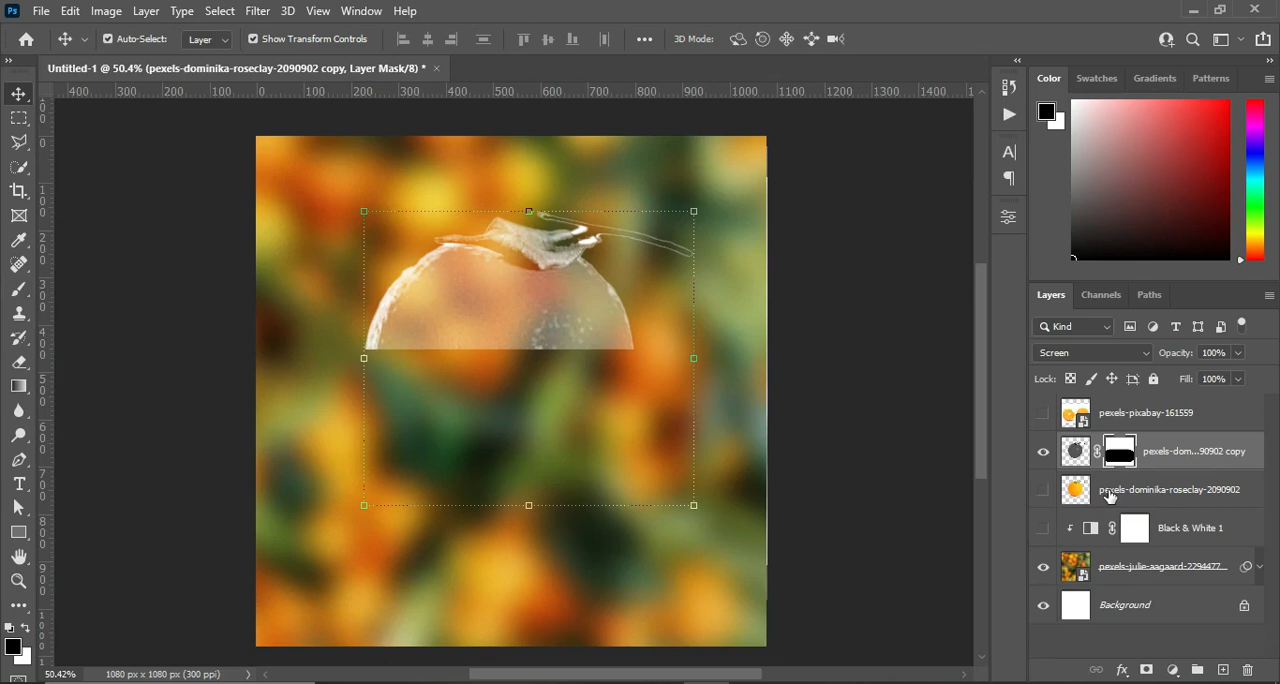 Ps File Edit Image Layer Type Select Filter 3D View Window Help
Auto-Select: Layer Show Transform Controls 3D Mode:
Untitled-1 @ 50.4% (pexels-dominika-roseclay-2090902 copy, Layer Mask/8) * ×
400 300 200 100 0 100 200 300 400 500 600 700 800 900 1000 1100 1200 1300 1400
Color Swatches Gradients Patterns
Layers Channels Paths
Kind
Screen Opacity: 100%
Lock: Fill: 100%
pexels-pixabay-161559
pexels-dom...90902 copy
pexels-dominika-roseclay-2090902
Black & White 1
pexels-julie-aagaard-2294477...
Background
50.42% 1080 px x 1080 px (300 ppi)